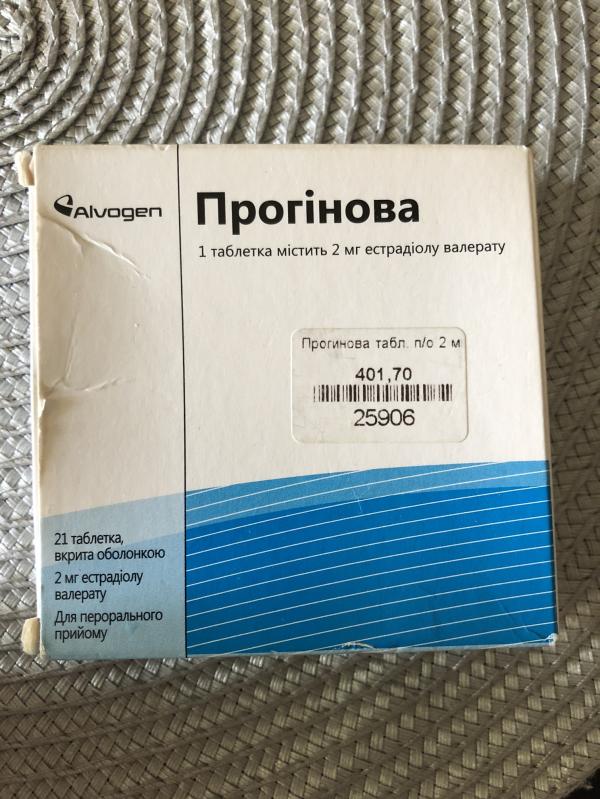 Alvogen
Прогінова
1 таблетка містить 2 мг естрадіолу валерату
Прогинова табл. п/о 2 м
401,70
25906
21 таблетка,
вкрита оболонкою
2 мг естрадіолу
валерату
Для перорального
прийому